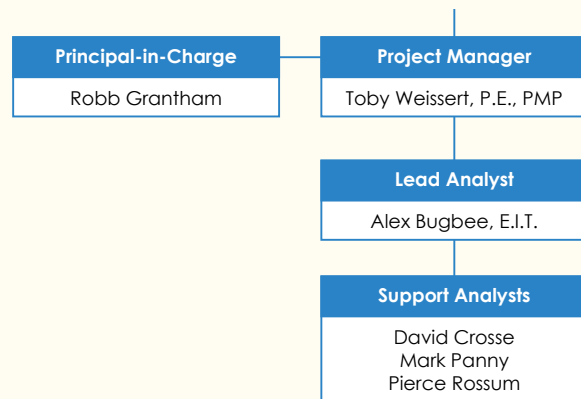 Principal-in-Charge
Robb Grantham
Project Manager
Toby Weissert, P.E., PMP
Lead Analyst
Alex Bugbee, E.I.T.
Support Analysts
David Crosse
Mark Panny
Pierce Rossum